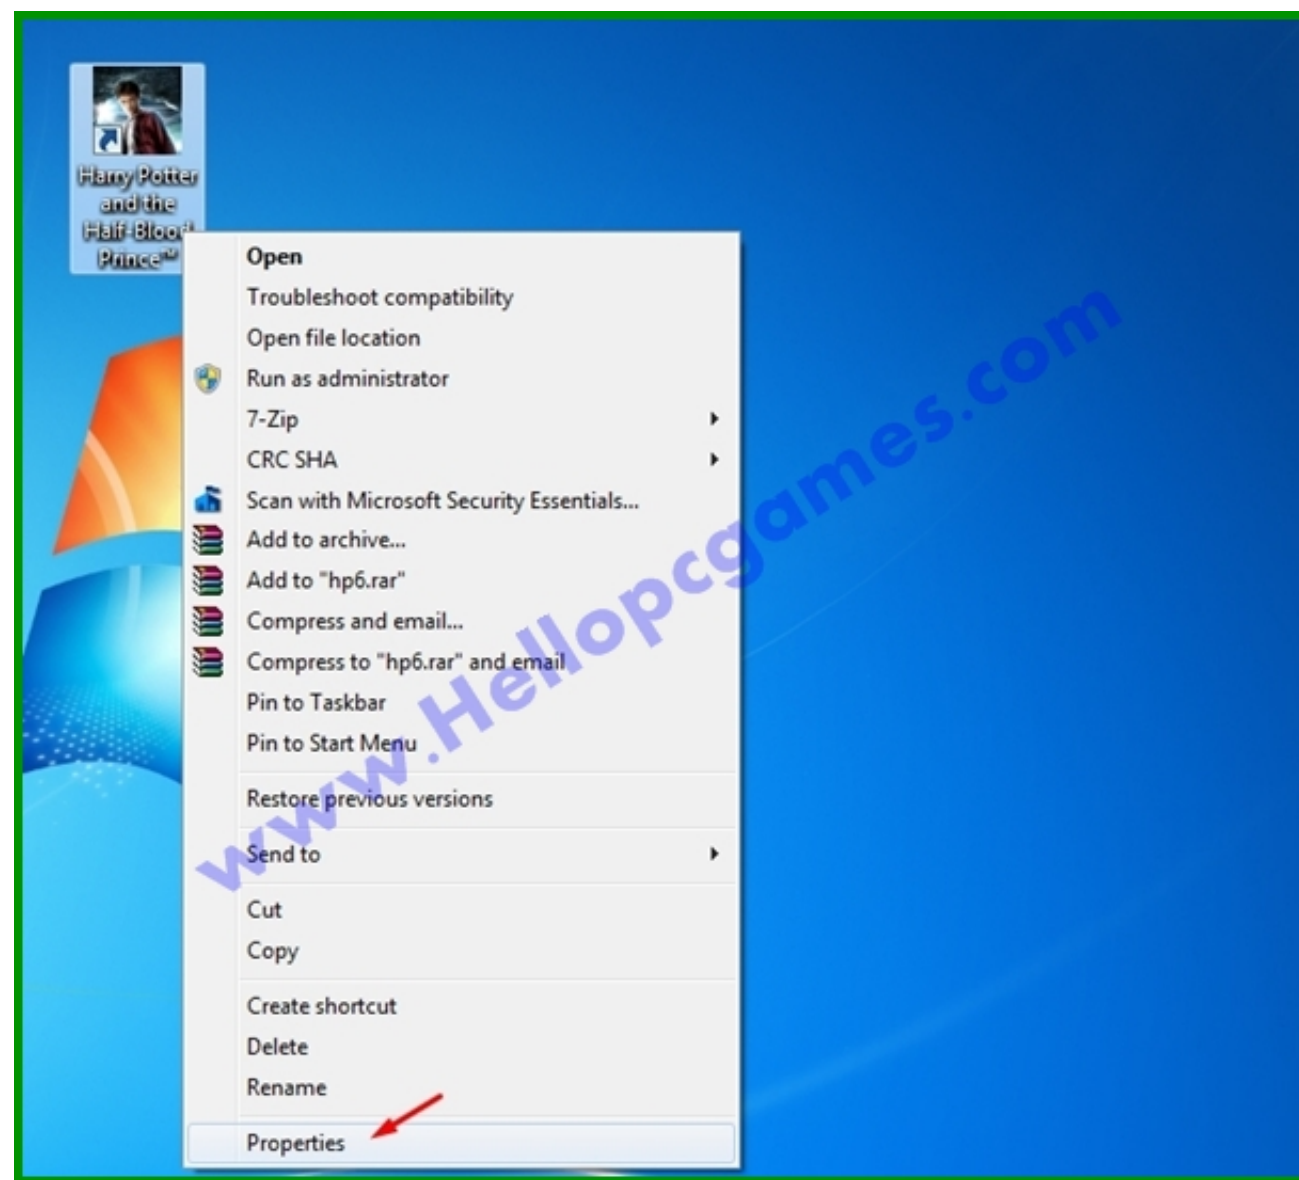 Harry Potter
and the
Half-Blood
Prince™
Open
Troubleshoot compatibility
Open file location
Run as administrator
7-Zip
CRC SHA
Scan with Microsoft Security Essentials...
Add to archive...
Add to "hp6.rar"
Compress and email...
Compress to "hp6.rar" and email
Pin to Taskbar
Pin to Start Menu
Restore previous versions
Send to
Cut
Copy
Create shortcut
Delete
Rename
Properties
www.Hellopcgames.com